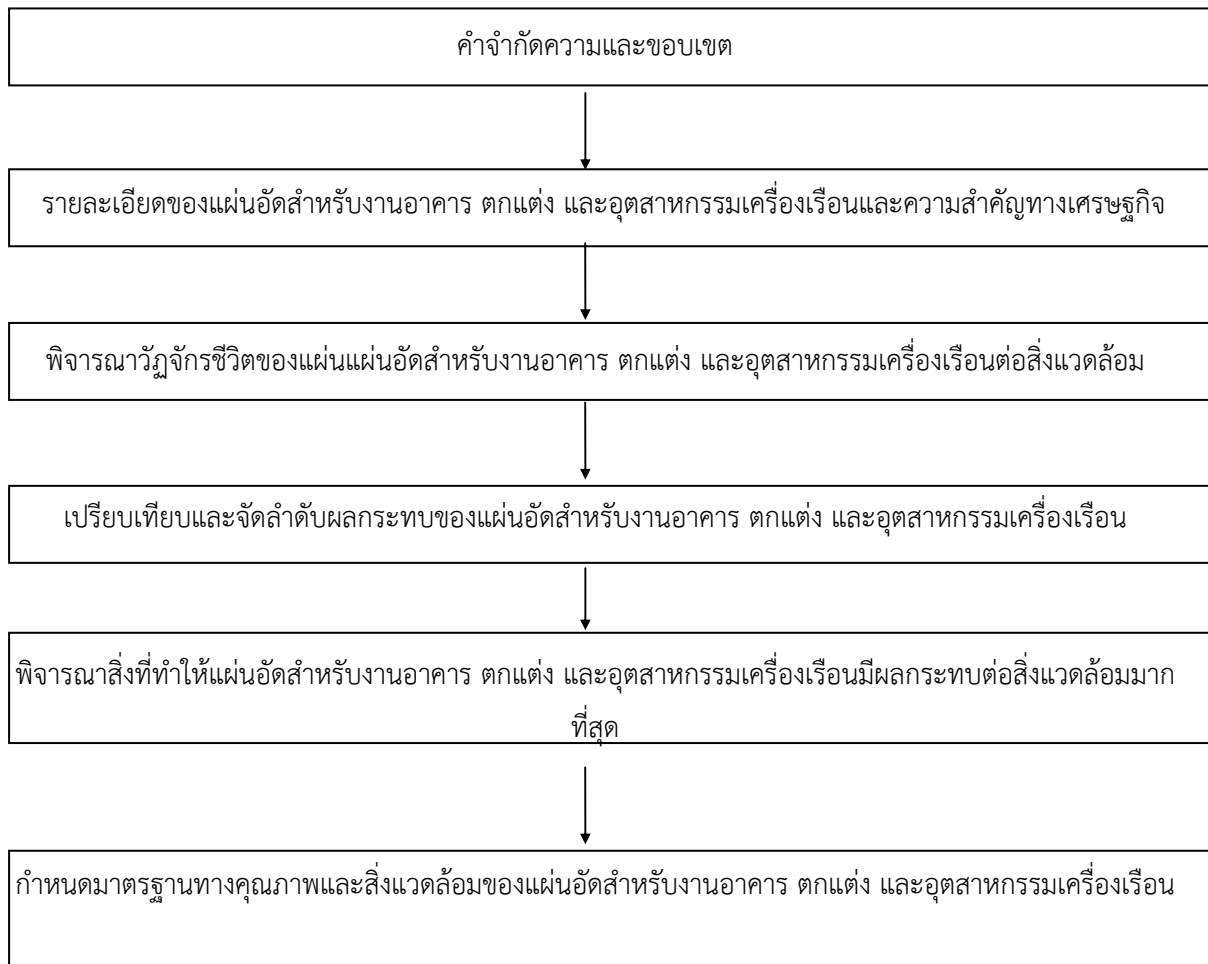 คำจำกัดความและขอบเขต
รายละเอียดของแผ่นอัดสำหรับงานอาคาร ตกแต่ง และอุตสาหกรรมเครื่องเรือนและความสำคัญทางเศรษฐกิจ
พิจารณาวัฏจักรชีวิตของแผ่นแผ่นอัดสำหรับงานอาคาร ตกแต่ง และอุตสาหกรรมเครื่องเรือนต่อสิ่งแวดล้อม
เปรียบเทียบและจัดลำดับผลกระทบของแผ่นอัดสำหรับงานอาคาร ตกแต่ง และอุตสาหกรรมเครื่องเรือน
พิจารณาสิ่งที่ทำให้แผ่นอัดสำหรับงานอาคาร ตกแต่ง และอุตสาหกรรมเครื่องเรือนมีผลกระทบต่อสิ่งแวดล้อมมาก
ที่สุด
กำหนดมาตรฐานทางคุณภาพและสิ่งแวดล้อมของแผ่นอัดสำหรับงานอาคาร ตกแต่ง และอุตสาหกรรมเครื่องเรือน